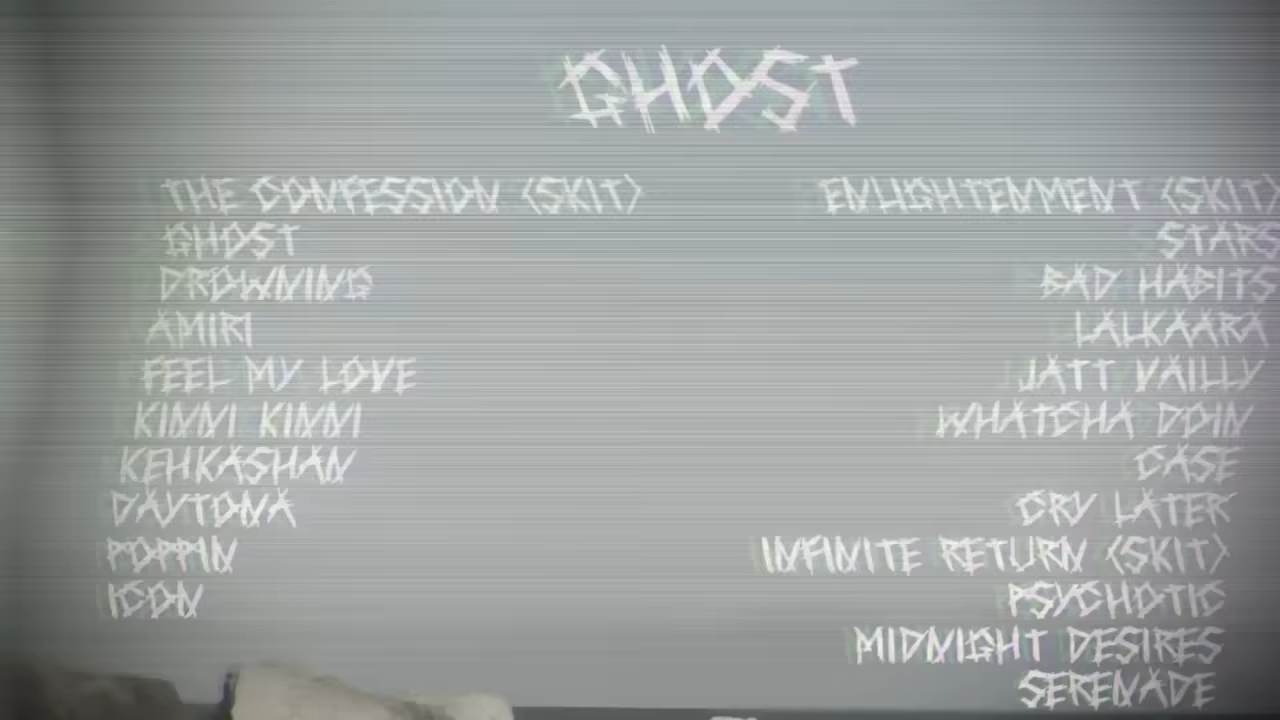 GHOST
THE CONFESSION (SKIT)
GHOST
DROWNING
AMIRI
FEEL MY LOVE
KINNI KINNI
KEHKASHAN
DAYTONA
POPPIN
ICON
ENLIGHTENMENT (SKIT)
STARS
BAD HABITS
LALKAARA
JATT VAILLY
WHATCHA DOIN
CASE
CRY LATER
INFINITE RETURN (SKIT)
PSYCHOTIC
MIDNIGHT DESIRES
SERENADE